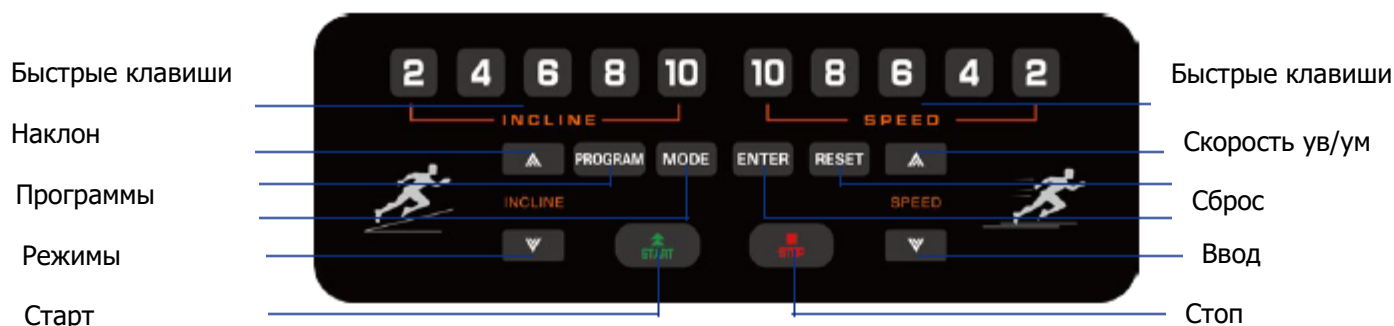 Быстрые клавиши
Наклон
Программы
Режимы
Старт
2 4 6 8 10 10 8 6 4 2
INCLINE SPEED
PROGRAM MODE ENTER RESET
INCLINE SPEED
START STOP
Быстрые клавиши
Скорость ув/ум
Сброс
Ввод
Стоп